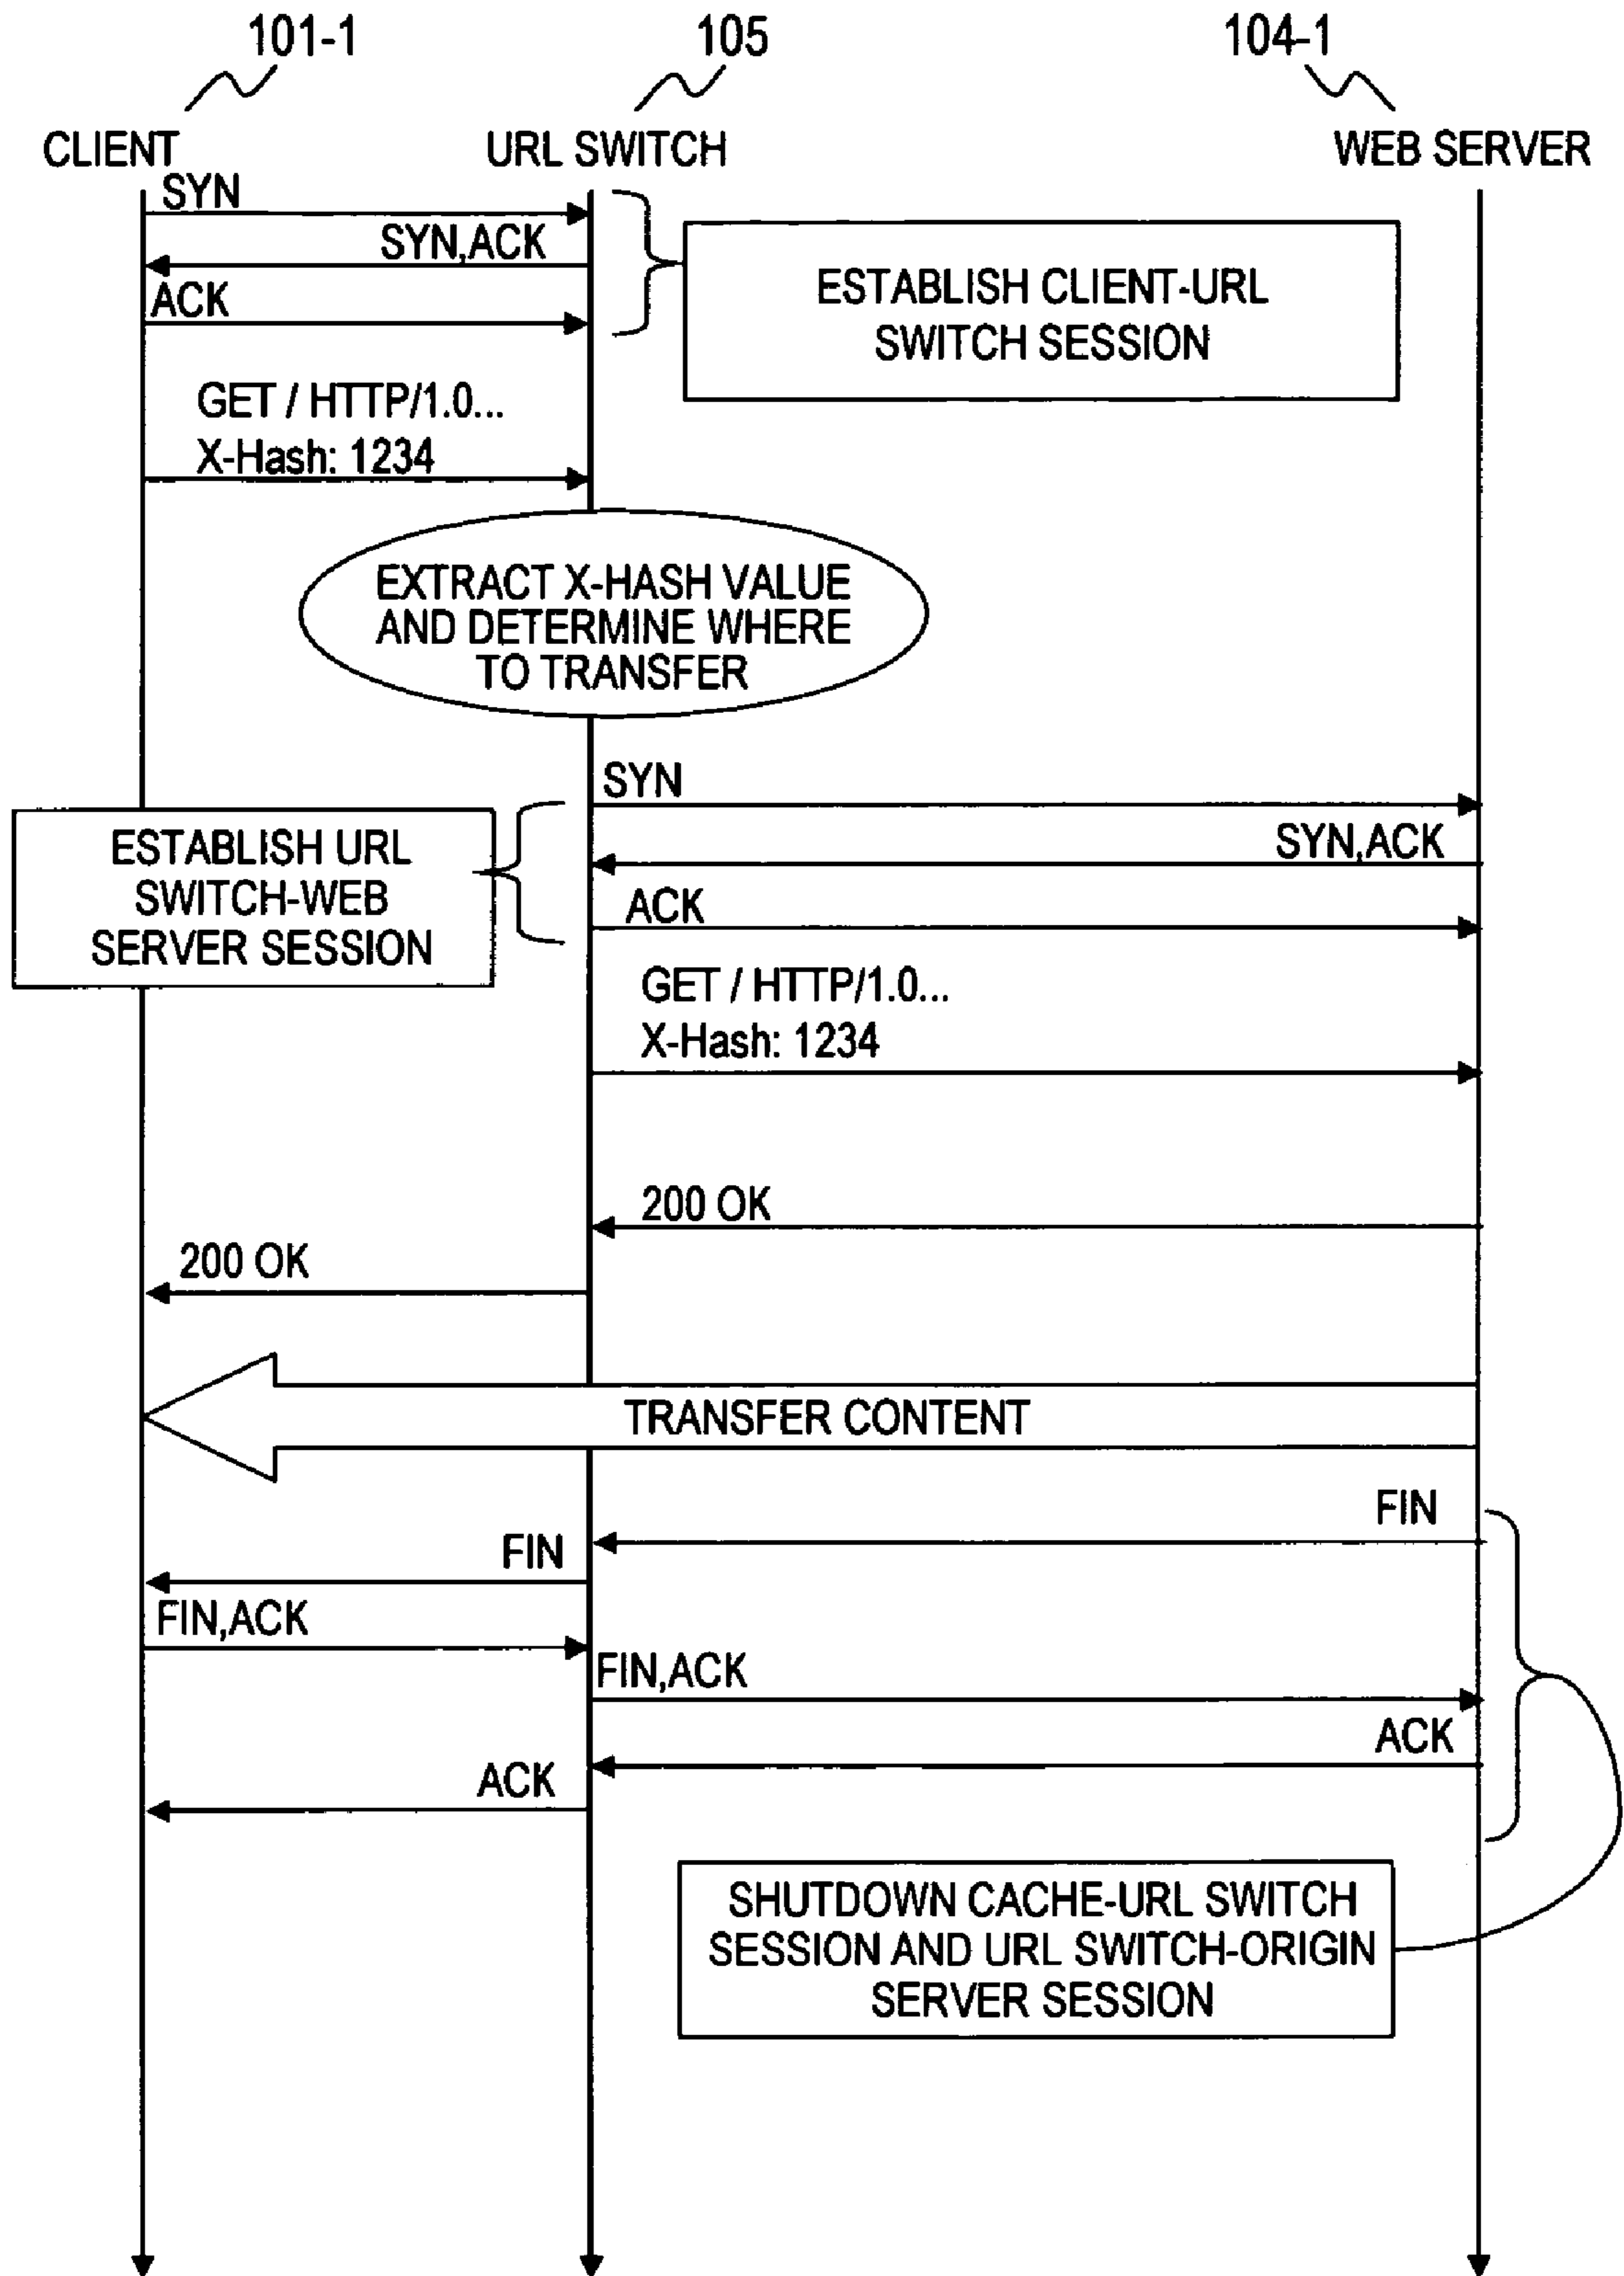 101-1
105
104-1
CLIENT
URL SWITCH
WEB SERVER
SYN
SYN,ACK
ACK
ESTABLISH CLIENT-URL
SWITCH SESSION
GET / HTTP/1.0...
X-Hash: 1234
EXTRACT X-HASH VALUE
AND DETERMINE WHERE
TO TRANSFER
SYN
SYN,ACK
ACK
ESTABLISH URL
SWITCH-WEB
SERVER SESSION
GET / HTTP/1.0...
X-Hash: 1234
200 OK
200 OK
TRANSFER CONTENT
FIN
FIN
FIN,ACK
FIN,ACK
ACK
ACK
SHUTDOWN CACHE-URL SWITCH
SESSION AND URL SWITCH-ORIGIN
SERVER SESSION